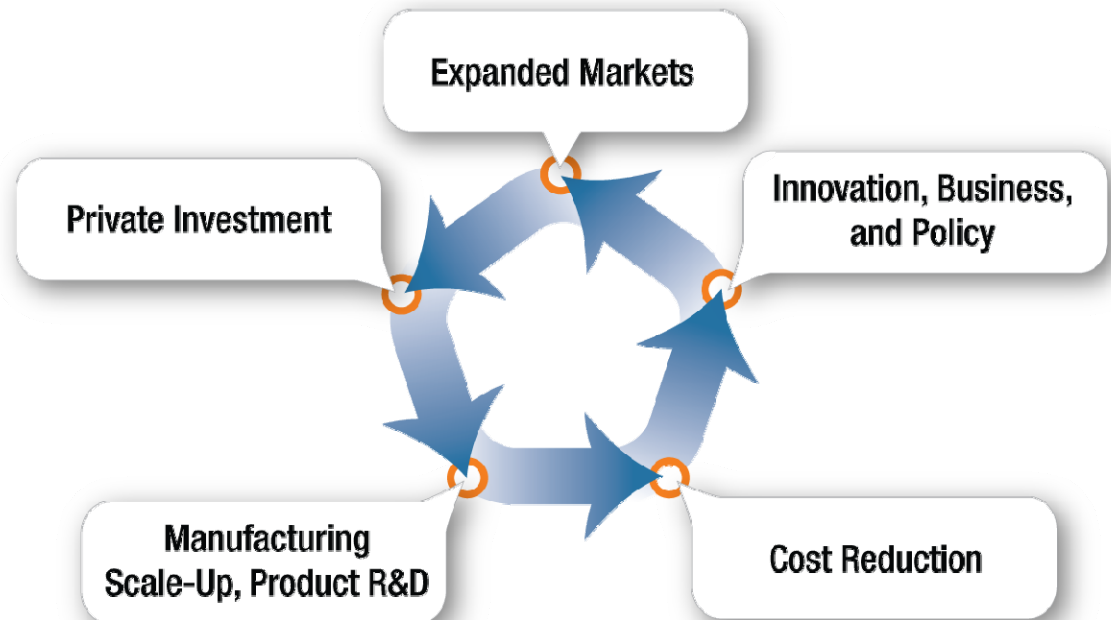 Expanded Markets
Private Investment
Innovation, Business,
and Policy
Manufacturing
Scale-Up, Product R&D
Cost Reduction